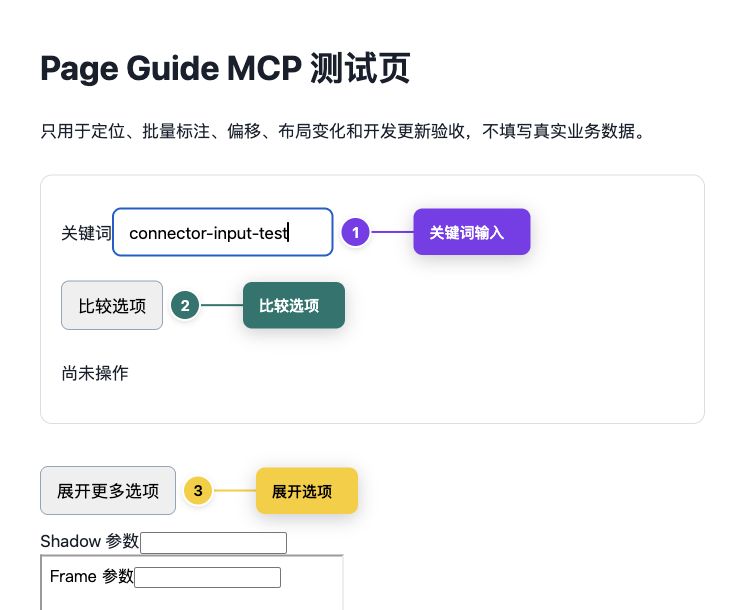 Page Guide MCP 测试页
只用于定位、批量标注、偏移、布局变化和开发更新验收，不填写真实业务数据。
关键词 connector-input-test 1 关键词输入
比较选项 2 比较选项
尚未操作
展开更多选项 3 展开选项
Shadow 参数
Frame 参数